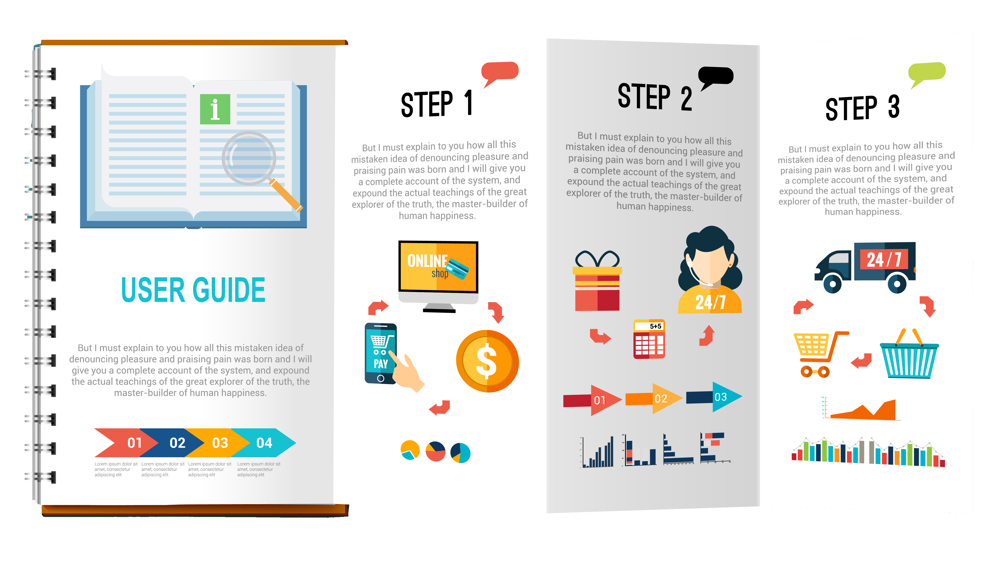 i
USER GUIDE
But I must explain to you how all this mistaken idea of
denouncing pleasure and praising pain was born and I will
give you a complete account of the system, and expound
the actual teachings of the great explorer of the truth, the
master-builder of human happiness.
01 02 03 04
Lorem ipsum dolor sit
amet, consectetur
adipiscing elit
Lorem ipsum dolor sit
amet, consectetur
adipiscing elit
Lorem ipsum dolor sit
amet, consectetur
adipiscing elit
Lorem ipsum dolor sit
amet, consectetur
adipiscing elit
STEP 1
But I must explain to you how all this
mistaken idea of denouncing pleasure and
praising pain was born and I will give you
a complete account of the system, and
expound the actual teachings of the great
explorer of the truth, the master-builder of
human happiness.
ONLINE
shop
PAY
$
STEP 2
But I must explain to you how all this
mistaken idea of denouncing pleasure and
praising pain was born and I will give you
a complete account of the system, and
expound the actual teachings of the great
explorer of the truth, the master-builder of
human happiness.
24/7
5+5
01 02 03
STEP 3
But I must explain to you how all this
mistaken idea of denouncing pleasure and
praising pain was born and I will give you
a complete account of the system, and
expound the actual teachings of the great
explorer of the truth, the master-builder of
human happiness.
24/7
100
80
60
40
20
0